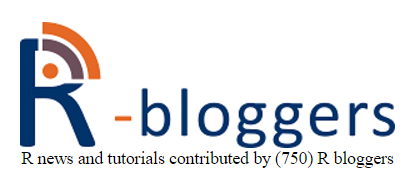 R-bloggers
R news and tutorials contributed by (750) R bloggers